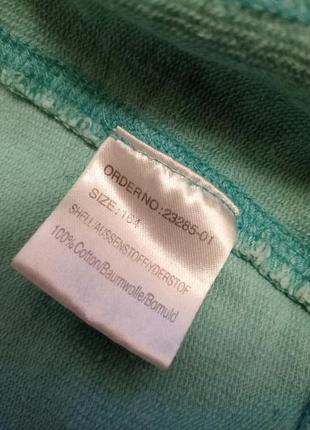 ORDER NO: 23285-01
SIZE: 164
SHELL/AUSSENSTOFF/YDERSTOF
100% Cotton/Baumwolle/Bomuld